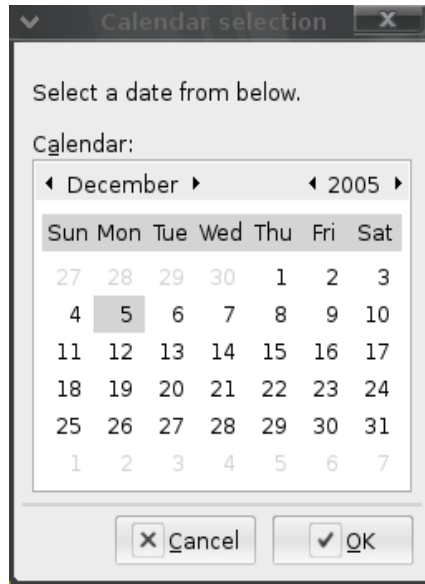 Calendar selection x
Select a date from below.
Calendar:
December 2005
Sun Mon Tue Wed Thu Fri Sat
27 28 29 30 1 2 3
4 5 6 7 8 9 10
11 12 13 14 15 16 17
18 19 20 21 22 23 24
25 26 27 28 29 30 31
1 2 3 4 5 6 7
Cancel OK